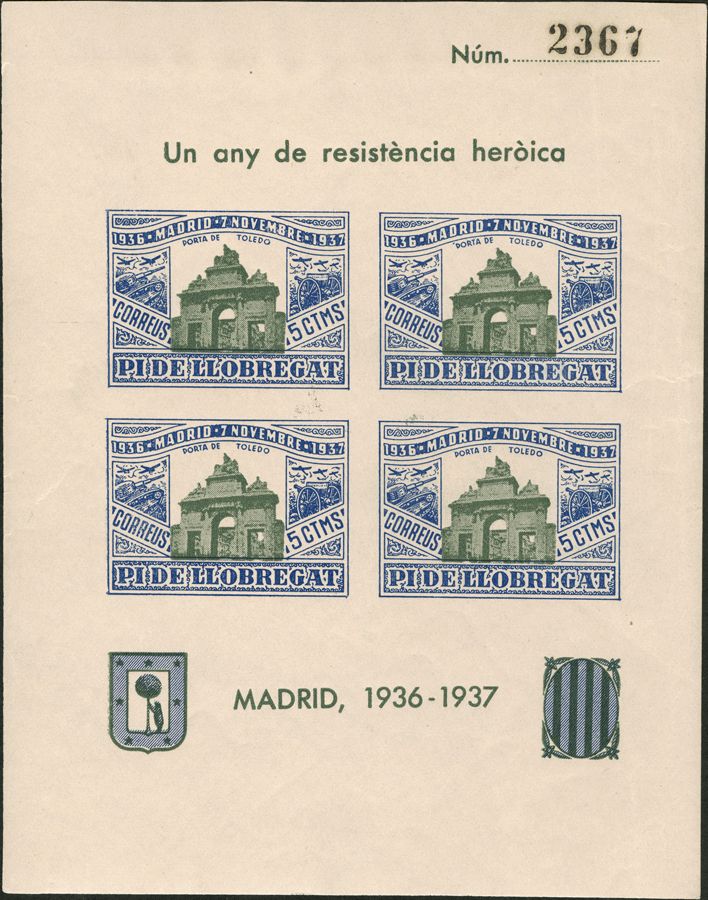 Núm. 2367
Un any de resistència heròica
1936 · MADRID · 7 NOVEMBRE · 1937
PORTA DE TOLEDO
CORREUS
5 CTMS
PI DE LLOBREGAT
1936 · MADRID · 7 NOVEMBRE · 1937
PORTA DE TOLEDO
CORREUS
5 CTMS
PI DE LLOBREGAT
1936 · MADRID · 7 NOVEMBRE · 1937
PORTA DE TOLEDO
CORREUS
5 CTMS
PI DE LLOBREGAT
1936 · MADRID · 7 NOVEMBRE · 1937
PORTA DE TOLEDO
CORREUS
5 CTMS
PI DE LLOBREGAT
MADRID, 1936-1937